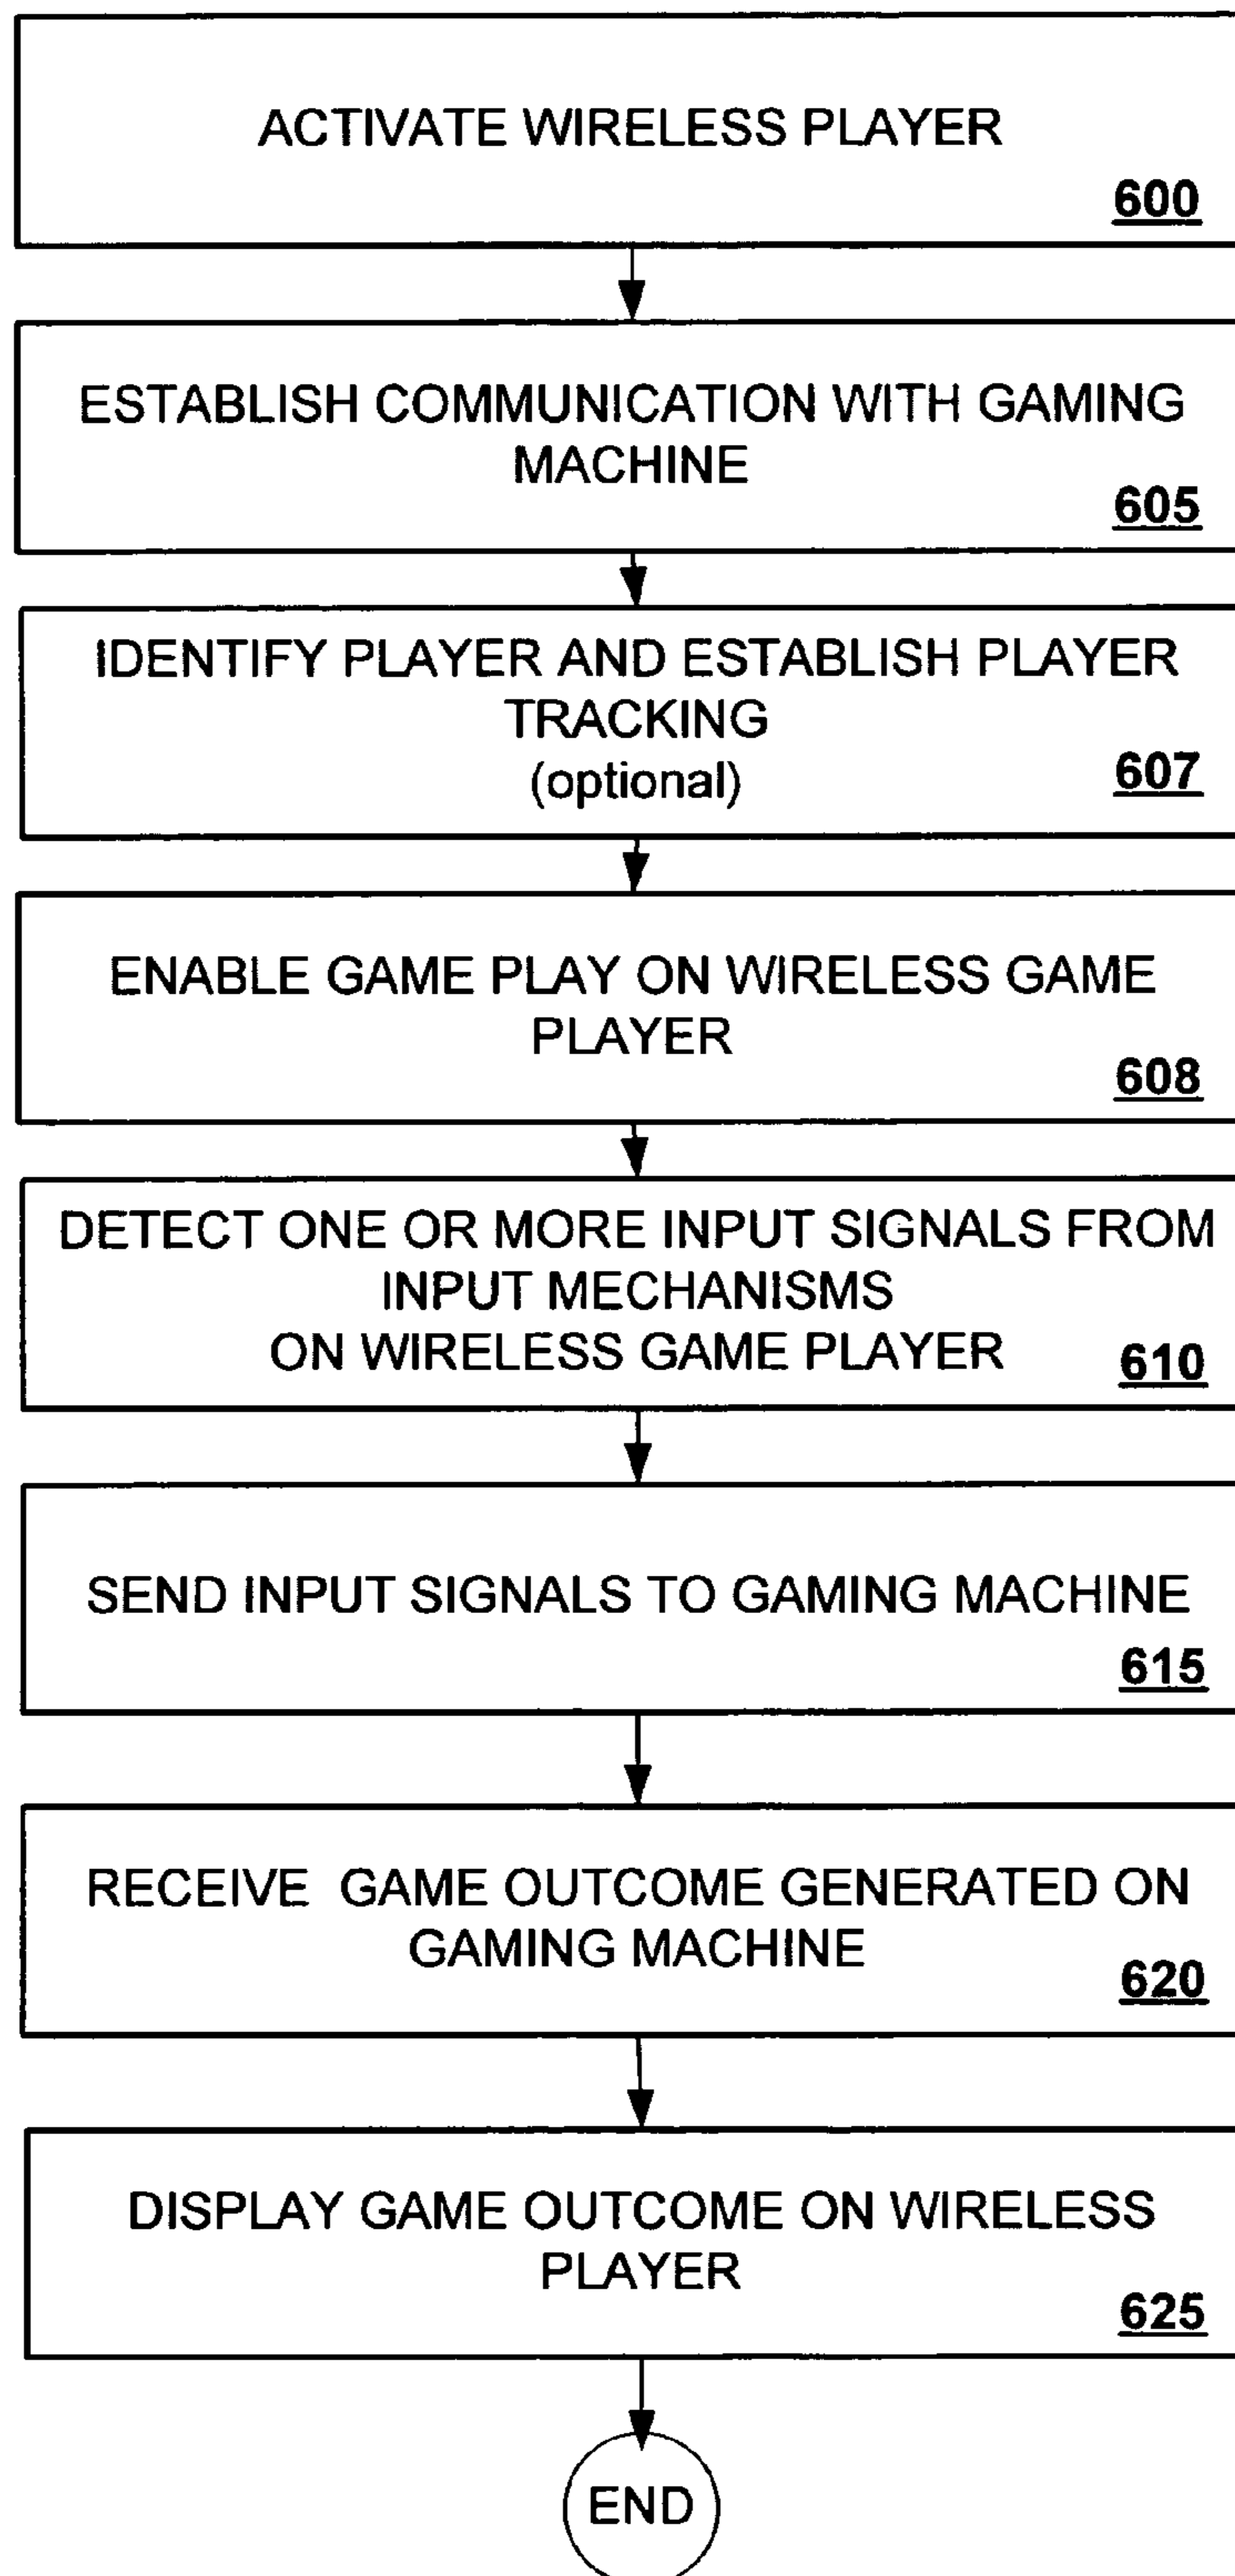 ACTIVATE WIRELESS PLAYER
600
ESTABLISH COMMUNICATION WITH GAMING
MACHINE
605
IDENTIFY PLAYER AND ESTABLISH PLAYER
TRACKING
(optional)
607
ENABLE GAME PLAY ON WIRELESS GAME
PLAYER
608
DETECT ONE OR MORE INPUT SIGNALS FROM
INPUT MECHANISMS
ON WIRELESS GAME PLAYER
610
SEND INPUT SIGNALS TO GAMING MACHINE
615
RECEIVE GAME OUTCOME GENERATED ON
GAMING MACHINE
620
DISPLAY GAME OUTCOME ON WIRELESS
PLAYER
625
END